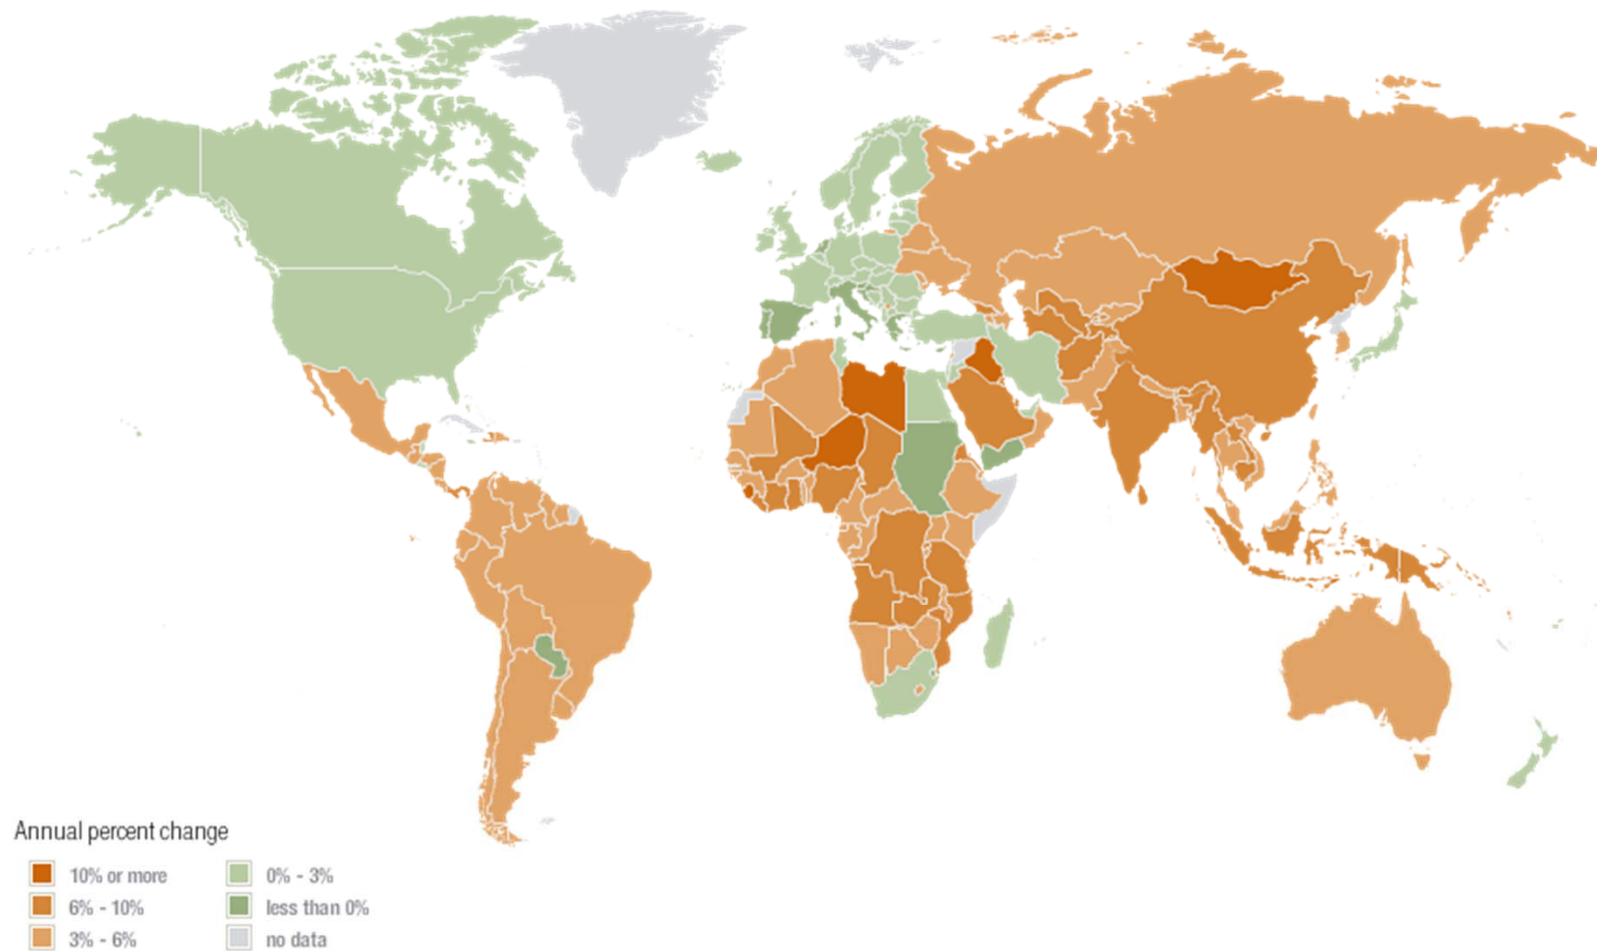 Annual percent change
10% or more
6% - 10%
3% - 6%
0% - 3%
less than 0%
no data